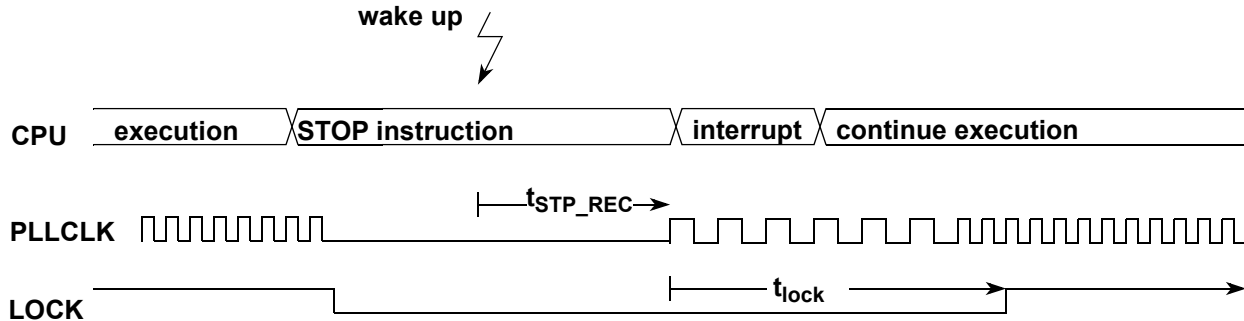 wake up
CPU execution STOP instruction interrupt continue execution
tSTP_REC
PLLCLK
tlock
LOCK